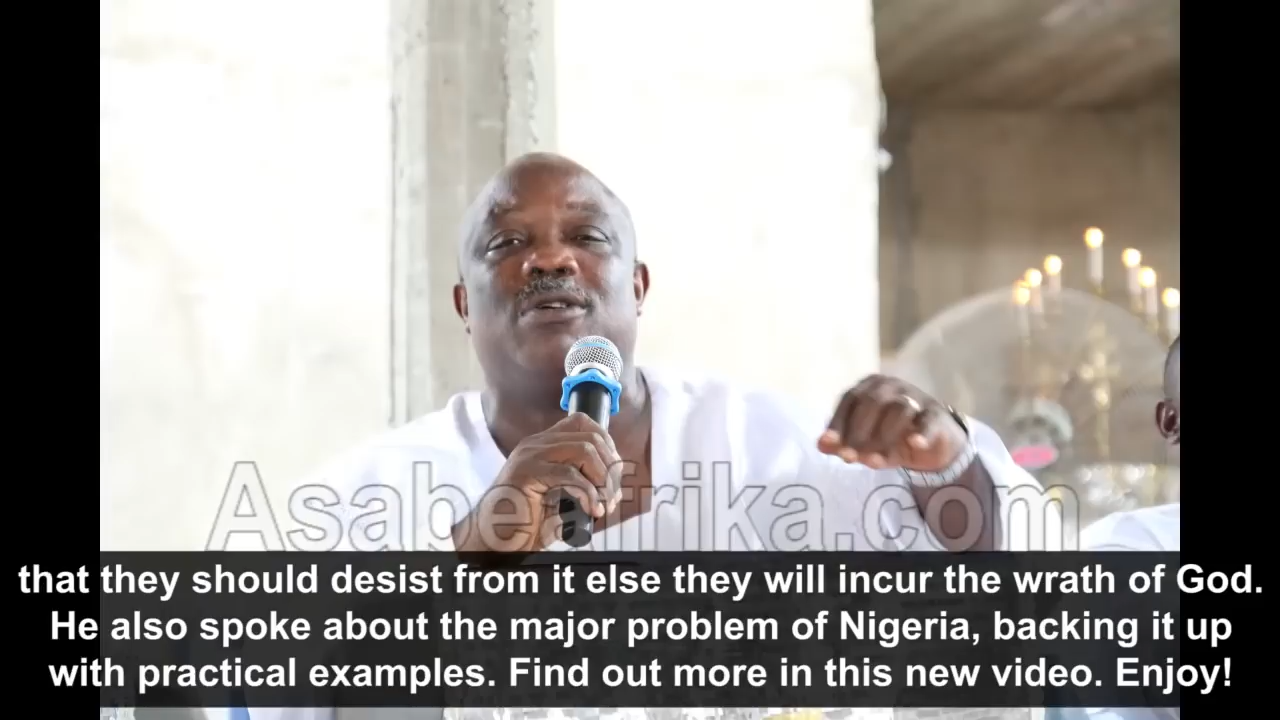 Asabeafrika.com
that they should desist from it else they will incur the wrath of God.
He also spoke about the major problem of Nigeria, backing it up
with practical examples. Find out more in this new video. Enjoy!